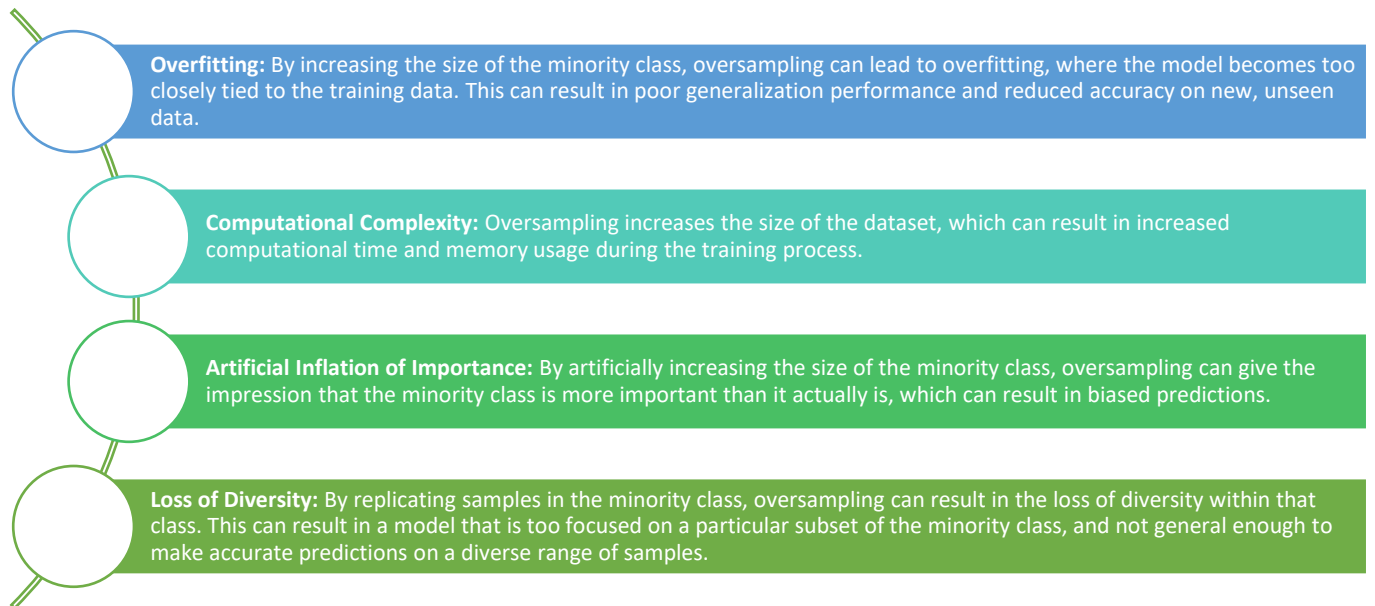 Overfitting: By increasing the size of the minority class, oversampling can lead to overfitting, where the model becomes too
closely tied to the training data. This can result in poor generalization performance and reduced accuracy on new, unseen
data.
Computational Complexity: Oversampling increases the size of the dataset, which can result in increased
computational time and memory usage during the training process.
Artificial Inflation of Importance: By artificially increasing the size of the minority class, oversampling can give the
impression that the minority class is more important than it actually is, which can result in biased predictions.
Loss of Diversity: By replicating samples in the minority class, oversampling can result in the loss of diversity within that
class. This can result in a model that is too focused on a particular subset of the minority class, and not general enough to
make accurate predictions on a diverse range of samples.